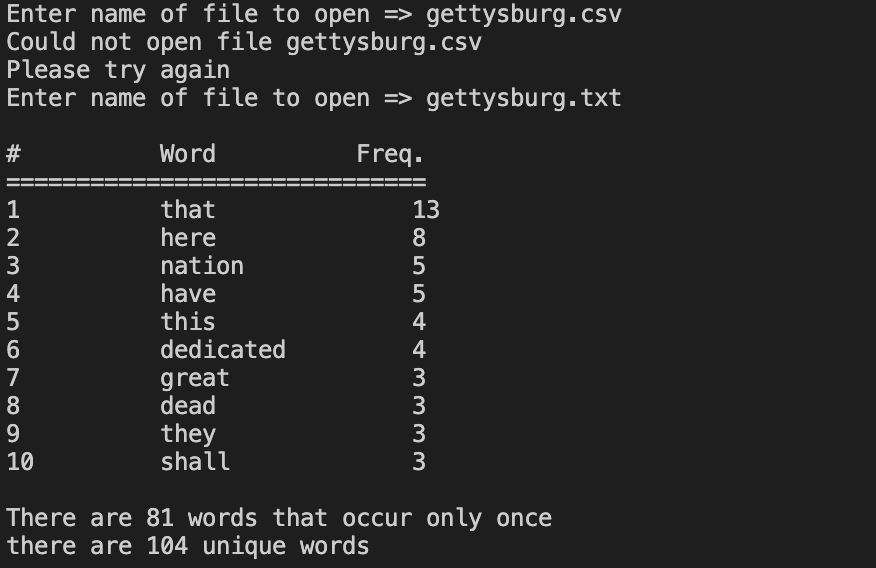 Enter name of file to open => gettysburg.csv
Could not open file gettysburg.csv
Please try again
Enter name of file to open => gettysburg.txt
# Word Freq.
==============================
1 that 13
2 here 8
3 nation 5
4 have 5
5 this 4
6 dedicated 4
7 great 3
8 dead 3
9 they 3
10 shall 3
There are 81 words that occur only once
there are 104 unique words